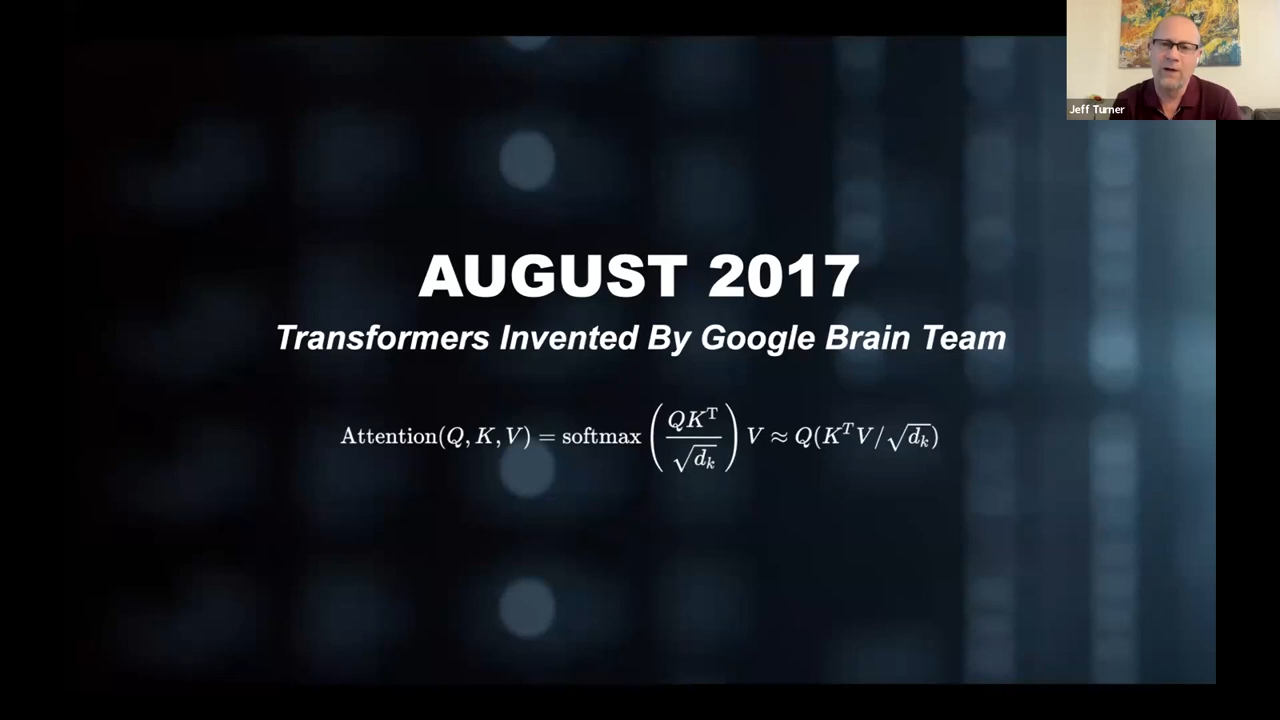 AUGUST 2017
Transformers Invented By Google Brain Team
Attention(Q, K, V) = softmax(QK^T / √d_k) V ≈ Q(K^T V/√d_k)
Jeff Turner